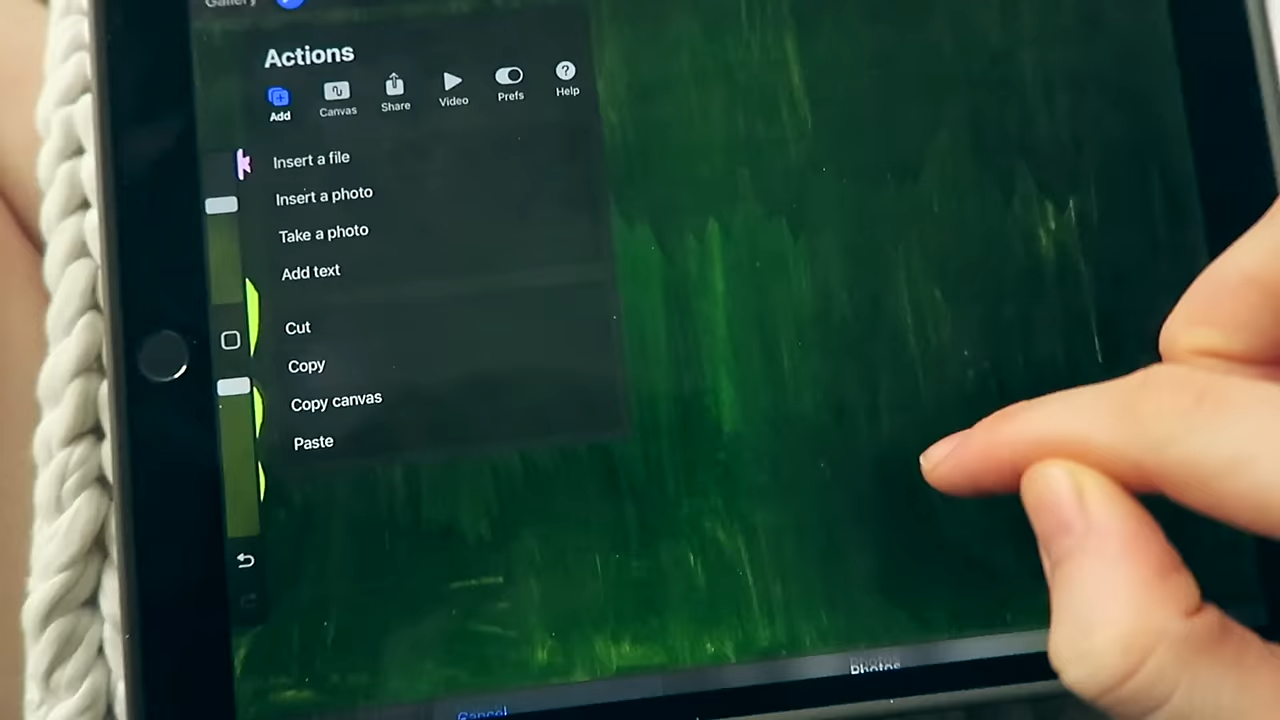 Gallery
Actions
Add Canvas Share Video Prefs Help
Insert a file
Insert a photo
Take a photo
Add text
Cut
Copy
Copy canvas
Paste
Photos
Cancel